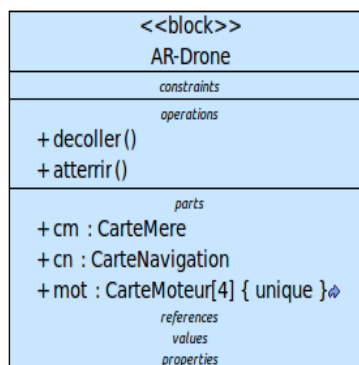 <<block>>
AR-Drone
constraints
operations
+ decoller()
+ atterrir()
parts
+ cm : CarteMere
+ cn : CarteNavigation
+ mot : CarteMoteur[4] { unique }
references
values
properties